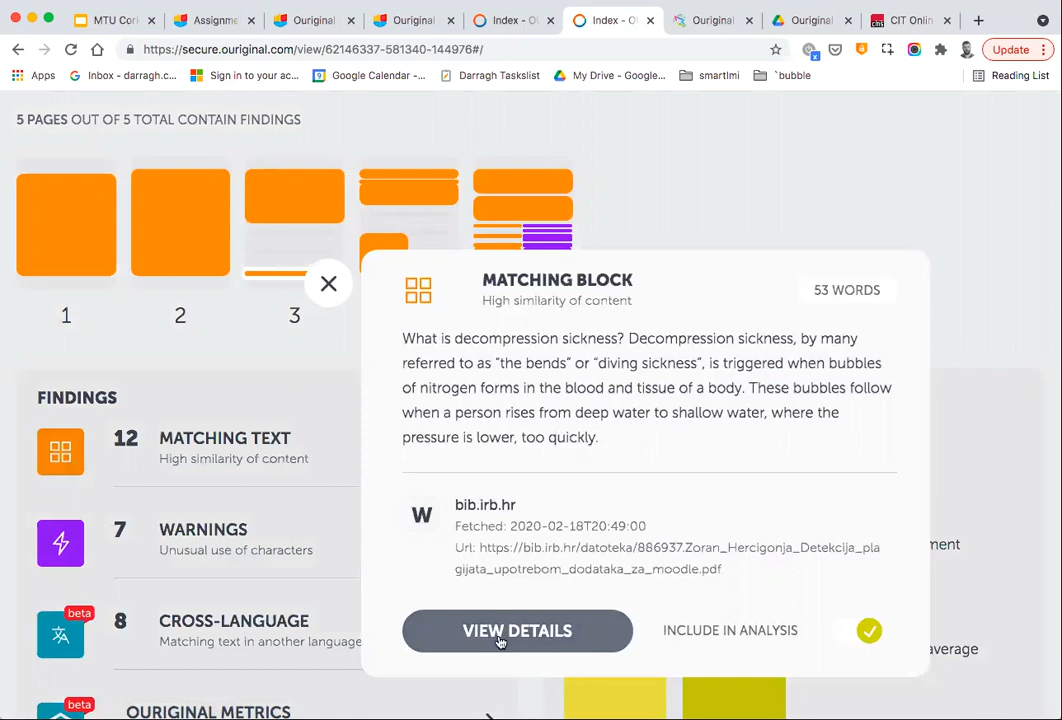 MTU Cork
Assignme
Ouriginal
Ouriginal
Index - O
Index - O
Ouriginal
Ouriginal
CIT Onlin
https://secure.ouriginal.com/view/62146337-581340-144976#/
Update
Apps
Inbox - darragh.c...
Sign in to your ac...
Google Calendar -...
Darragh Taskslist
My Drive - Google...
smartlmi
`bubble
Reading List
5 PAGES OUT OF 5 TOTAL CONTAIN FINDINGS
1
2
3
MATCHING BLOCK
High similarity of content
53 WORDS
What is decompression sickness? Decompression sickness, by many
referred to as “the bends” or “diving sickness”, is triggered when bubbles
of nitrogen forms in the blood and tissue of a body. These bubbles follow
when a person rises from deep water to shallow water, where the
pressure is lower, too quickly.
W
bib.irb.hr
Fetched: 2020-02-18T20:49:00
Url: https://bib.irb.hr/datoteka/886937.Zoran_Hercigonja_Detekcija_pla
gijata_upotrebom_dodataka_za_moodle.pdf
VIEW DETAILS
INCLUDE IN ANALYSIS
FINDINGS
12
MATCHING TEXT
High similarity of content
7
WARNINGS
Unusual use of characters
beta
8
CROSS-LANGUAGE
Matching text in another language
beta
OURIGINAL METRICS
ment
average